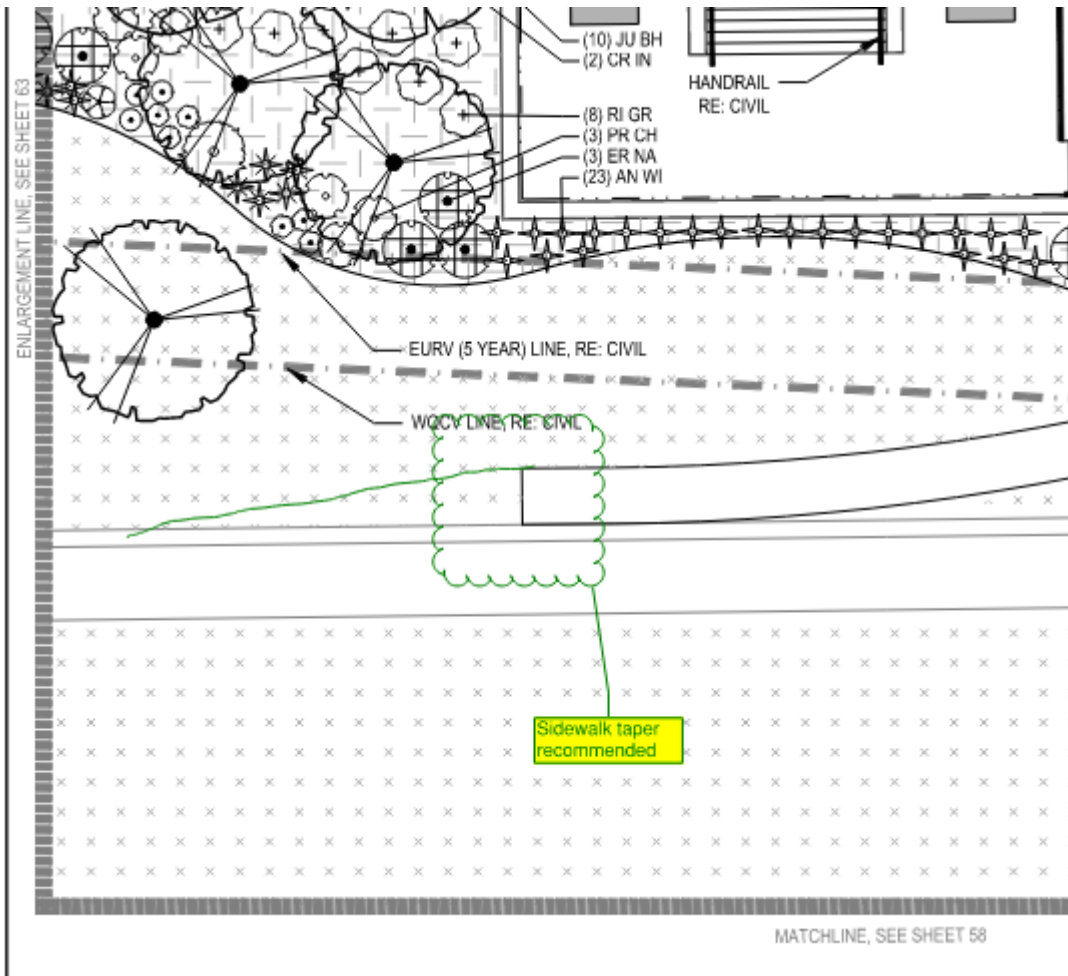 (10) JU BH
(2) CR IN
HANDRAIL
RE: CIVIL
(8) RI GR
(3) PR CH
(3) ER NA
(23) AN WI
ENLARGEMENT LINE, SEE SHEET 63
EURV (5 YEAR) LINE, RE: CIVIL
WQCV LINE, RE: CIVIL
Sidewalk taper
recommended
MATCHLINE, SEE SHEET 58